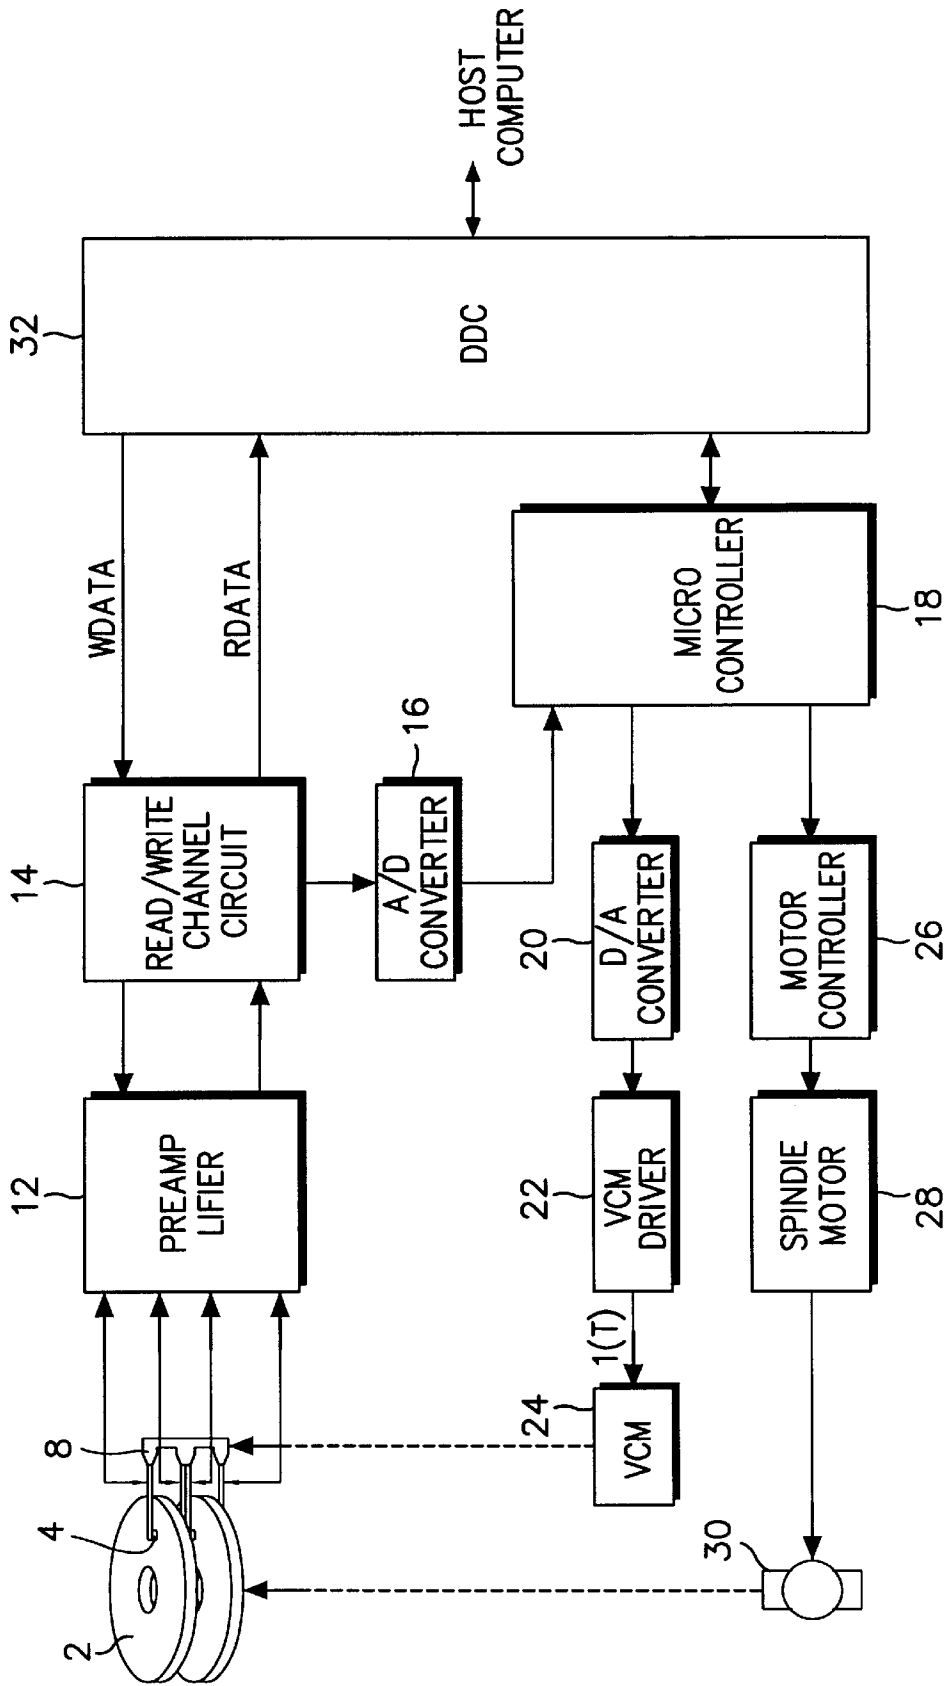 2
4
8
12
PREAMP
LIFIER
14
READ/WRITE
CHANNEL
CIRCUIT
WDATA
RDATA
32
DDC
HOST
COMPUTER
A/D
CONVERTER
16
MICRO
CONTROLLER
18
24
VCM
1(T)
22
VCM
DRIVER
20
D/A
CONVERTER
30
SPINDIE
MOTOR
28
MOTOR
CONTROLLER
26